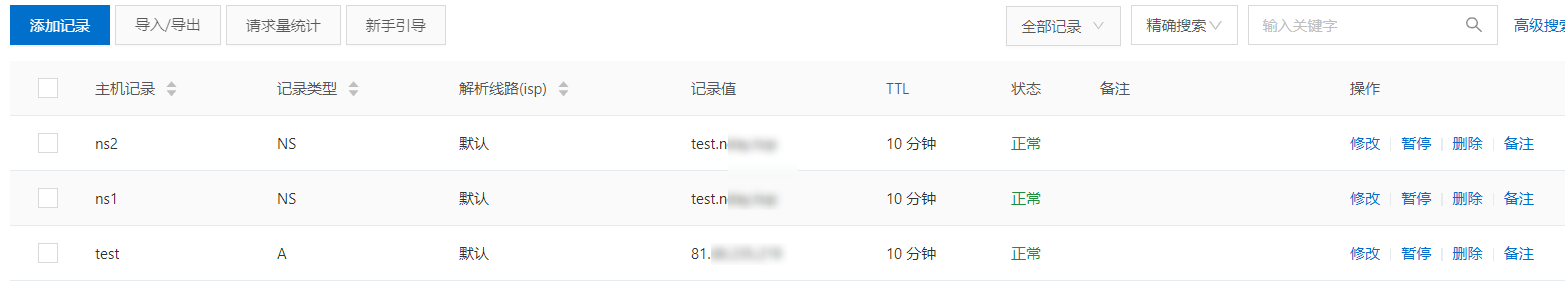 添加记录 导入/导出 请求量统计 新手引导 全部记录 精确搜索 输入关键字 高级搜
主机记录 记录类型 解析线路(isp) 记录值 TTL 状态 备注 操作
ns2 NS 默认 test.n 10 分钟 正常 修改 暂停 删除 备注
ns1 NS 默认 test.n 10 分钟 正常 修改 暂停 删除 备注
test A 默认 81. 10 分钟 正常 修改 暂停 删除 备注